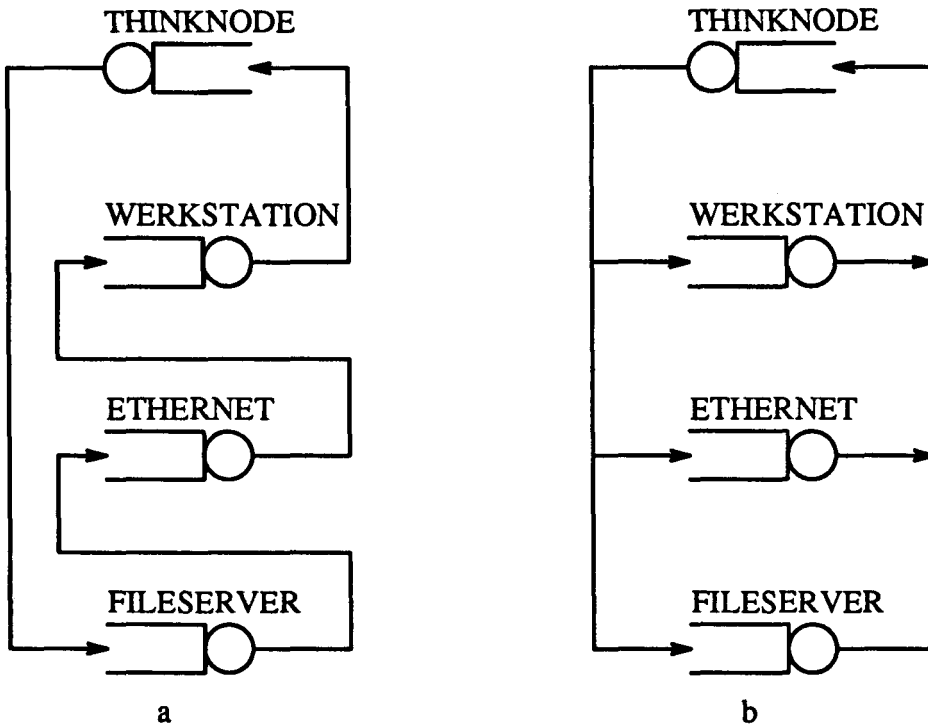 THINKNODE
WERKSTATION
ETHERNET
FILESERVER
a
THINKNODE
WERKSTATION
ETHERNET
FILESERVER
b